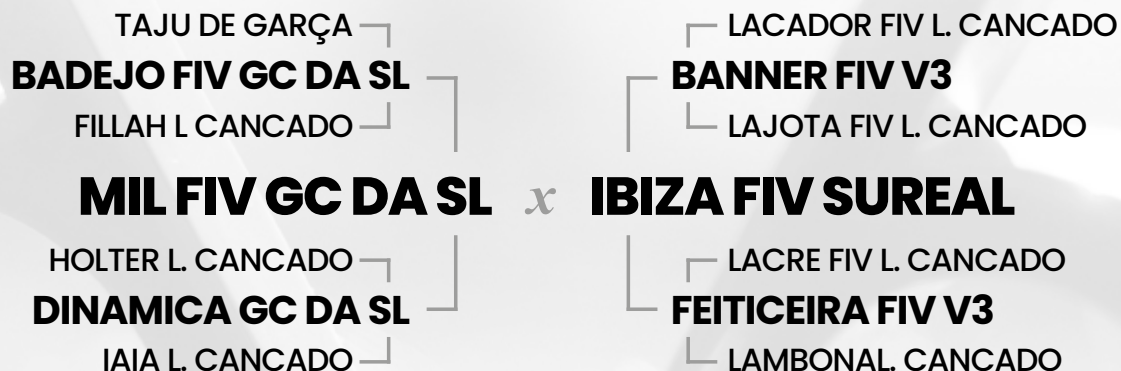 TAJU DE GARÇA
BADEJO FIV GC DA SL
FILLAH L CANCADO
LACADOR FIV L. CANCADO
BANNER FIV V3
LAJOTA FIV L. CANCADO
MIL FIV GC DA SL x IBIZA FIV SUREAL
HOLTER L. CANCADO
DINAMICA GC DA SL
IAIA L. CANCADO
LACRE FIV L. CANCADO
FEITICEIRA FIV V3
LAMBONAL. CANCADO